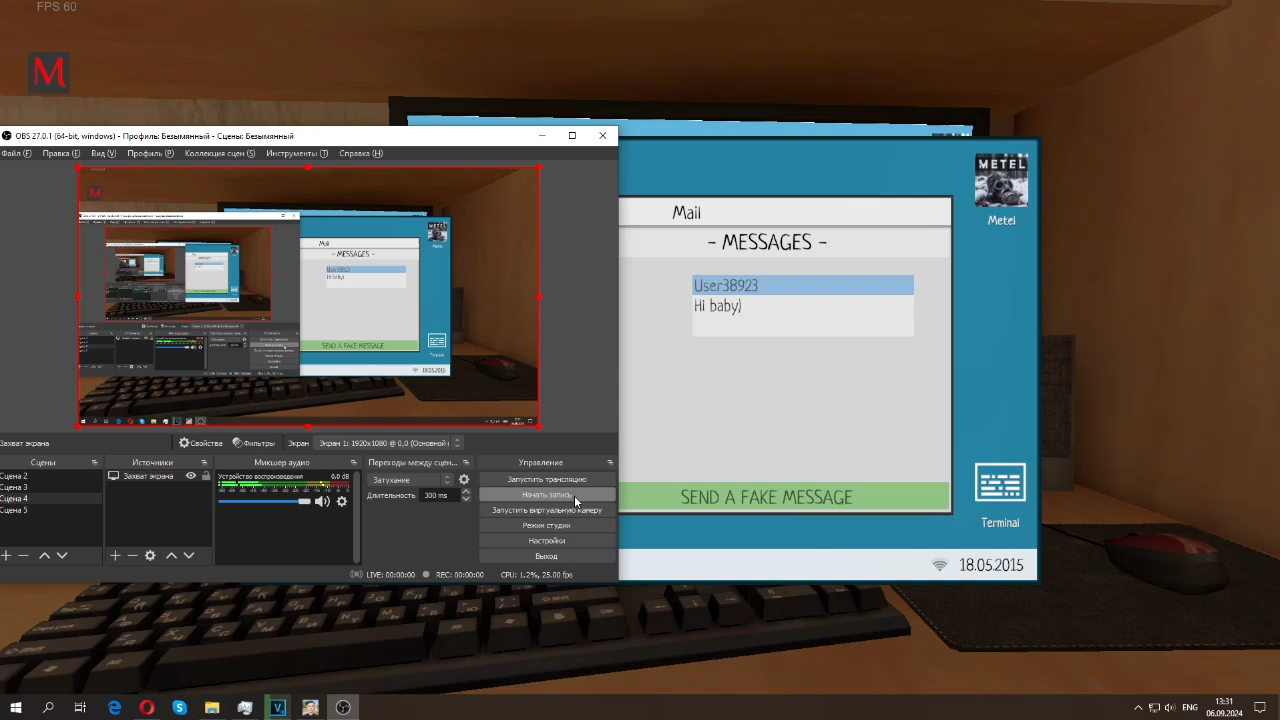 FPS 60
M
OBS 27.0.1 (64-bit, windows) - Профиль: Безымянный - Сцены: Безымянный
Файл (F) Правка (E) Вид (V) Профиль (P) Коллекция сцен (S) Инструменты (T) Справка (H)
METEL
Metel
Mail
- MESSAGES -
User38923
Hi baby)
SEND A FAKE MESSAGE
Terminal
18.05.2015
Захват экрана Свойства Фильтры Экран Экран 1: 1920x1080 @ 0,0 (Основной
Сцены Источники Микшер аудио Переходы между сцен... Управление
Сцена 2
Сцена 3
Сцена 4
Сцена 5
Захват экрана
Устройство воспроизведения 0.0 dB
Затухание
Длительность 300 ms
Запустить трансляцию
Начать запись
Запустить виртуальную камеру
Режим студии
Настройки
Выход
LIVE: 00:00:00 REC: 00:00:00 CPU: 1.2%, 25.00 fps
ENG
13:31
06.09.2024